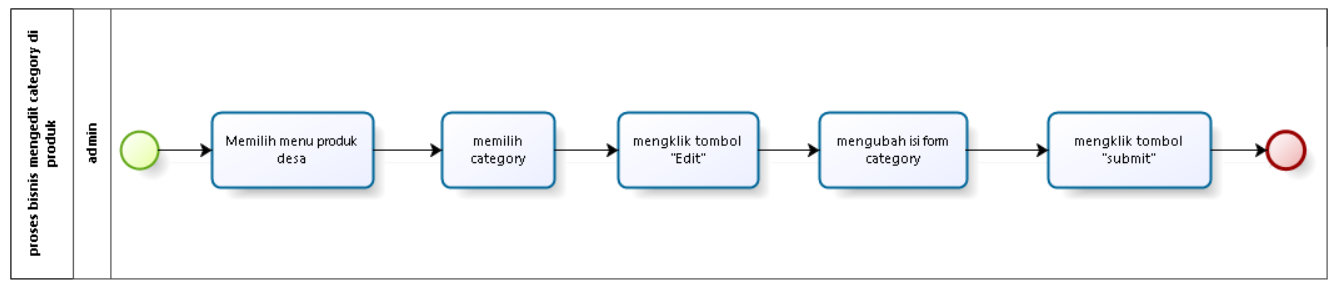 proses bisnis mengedit category di
produk
admin
Memilih menu produk
desa
memilih
category
mengklik tombol
"Edit"
mengubah isi form
category
mengklik tombol
"submit"